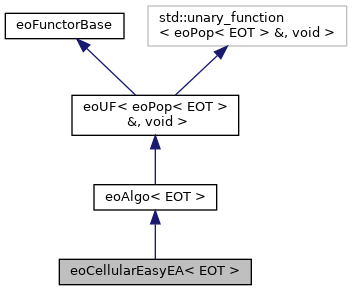 eoFunctorBase
std::unary_function
< eoPop< EOT > &, void >
eoUF< eoPop< EOT >
&, void >
eoAlgo< EOT >
eoCellularEasyEA< EOT >